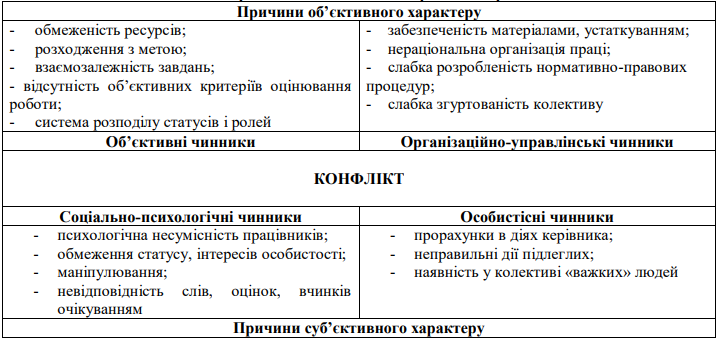 Причини об’єктивного характеру
- обмеженість ресурсів;
- розходження з метою;
- взаємозалежність завдань;
- відсутність об’єктивних критеріїв оцінювання
роботи;
- система розподілу статусів і ролей
- забезпеченість матеріалами, устаткуванням;
- нераціональна організація праці;
- слабка розробленість нормативно-правових
процедур;
- слабка згуртованість колективу
Об’єктивні чинники
Організаційно-управлінські чинники
КОНФЛІКТ
Соціально-психологічні чинники
- психологічна несумісність працівників;
- обмеження статусу, інтересів особистості;
- маніпулювання;
- невідповідність слів, оцінок, вчинків
очікуванням
Особистісні чинники
- прорахунки в діях керівника;
- неправильні дії підлеглих;
- наявність у колективі «важких» людей
Причини суб’єктивного характеру